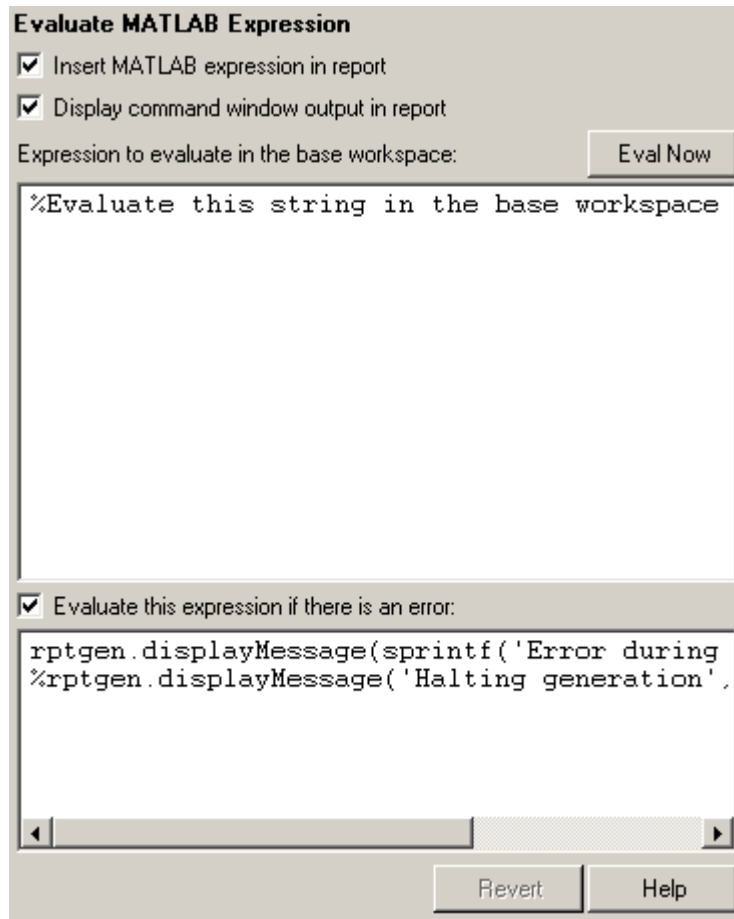 Evaluate MATLAB Expression
Insert MATLAB expression in report
Display command window output in report
Expression to evaluate in the base workspace:
Eval Now
%Evaluate this string in the base workspace
Evaluate this expression if there is an error:
rptgen.displayMessage(sprintf('Error during
%rptgen.displayMessage('Halting generation',
Revert
Help